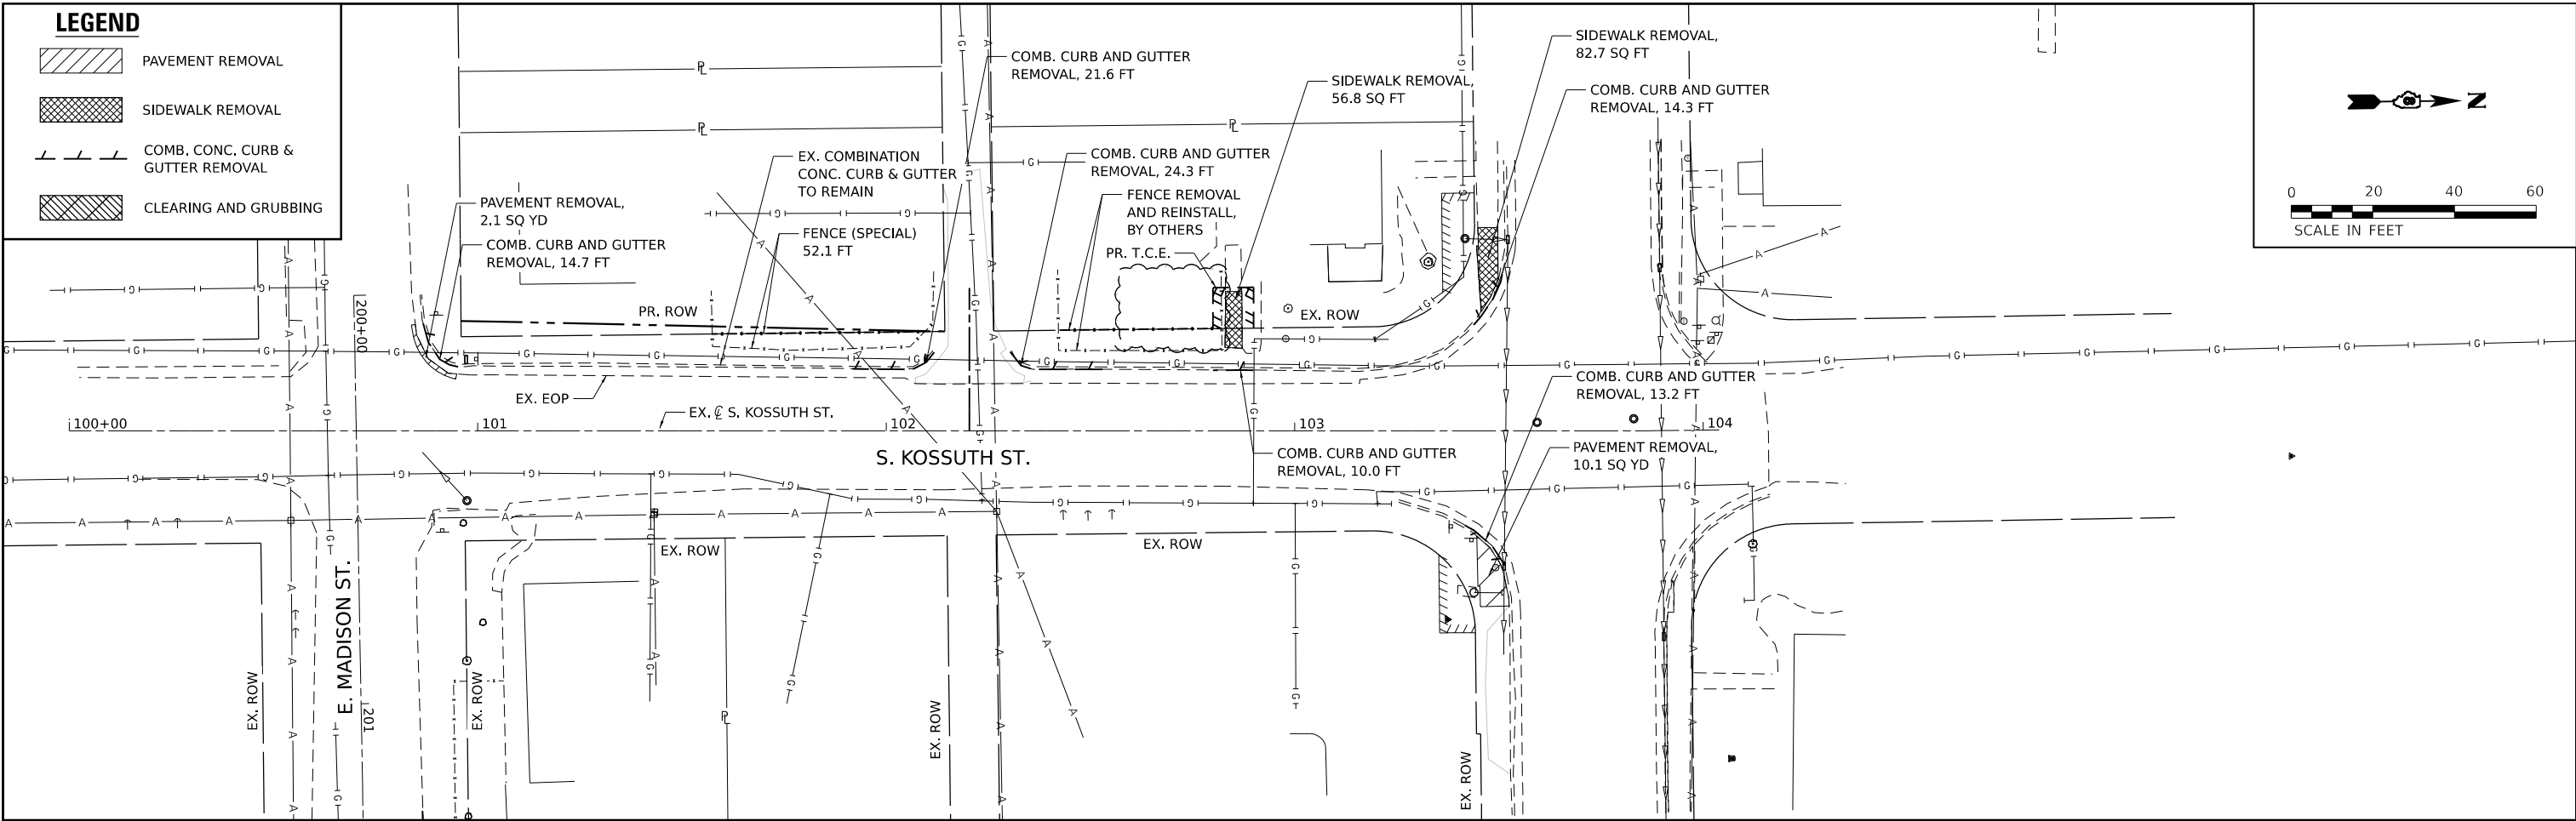 LEGEND
PAVEMENT REMOVAL
SIDEWALK REMOVAL
COMB. CONC. CURB &
GUTTER REMOVAL
CLEARING AND GRUBBING
PAVEMENT REMOVAL,
2.1 SQ YD
COMB. CURB AND GUTTER
REMOVAL, 14.7 FT
EX. COMBINATION
CONC. CURB & GUTTER
TO REMAIN
FENCE (SPECIAL)
52.1 FT
COMB. CURB AND GUTTER
REMOVAL, 21.6 FT
COMB. CURB AND GUTTER
REMOVAL, 24.3 FT
FENCE REMOVAL
AND REINSTALL,
BY OTHERS
PR. T.C.E.
SIDEWALK REMOVAL,
56.8 SQ FT
SIDEWALK REMOVAL,
82.7 SQ FT
COMB. CURB AND GUTTER
REMOVAL, 14.3 FT
N
0 20 40 60
SCALE IN FEET
PR. ROW
EX. ROW
200+00
EX. EOP
EX. ℄ S. KOSSUTH ST.
100+00
101
102
103
104
S. KOSSUTH ST.
COMB. CURB AND GUTTER
REMOVAL, 10.0 FT
COMB. CURB AND GUTTER
REMOVAL, 13.2 FT
PAVEMENT REMOVAL,
10.1 SQ YD
EX. ROW
EX. ROW
E. MADISON ST.
201
EX. ROW
EX. ROW
EX. ROW
EX. ROW